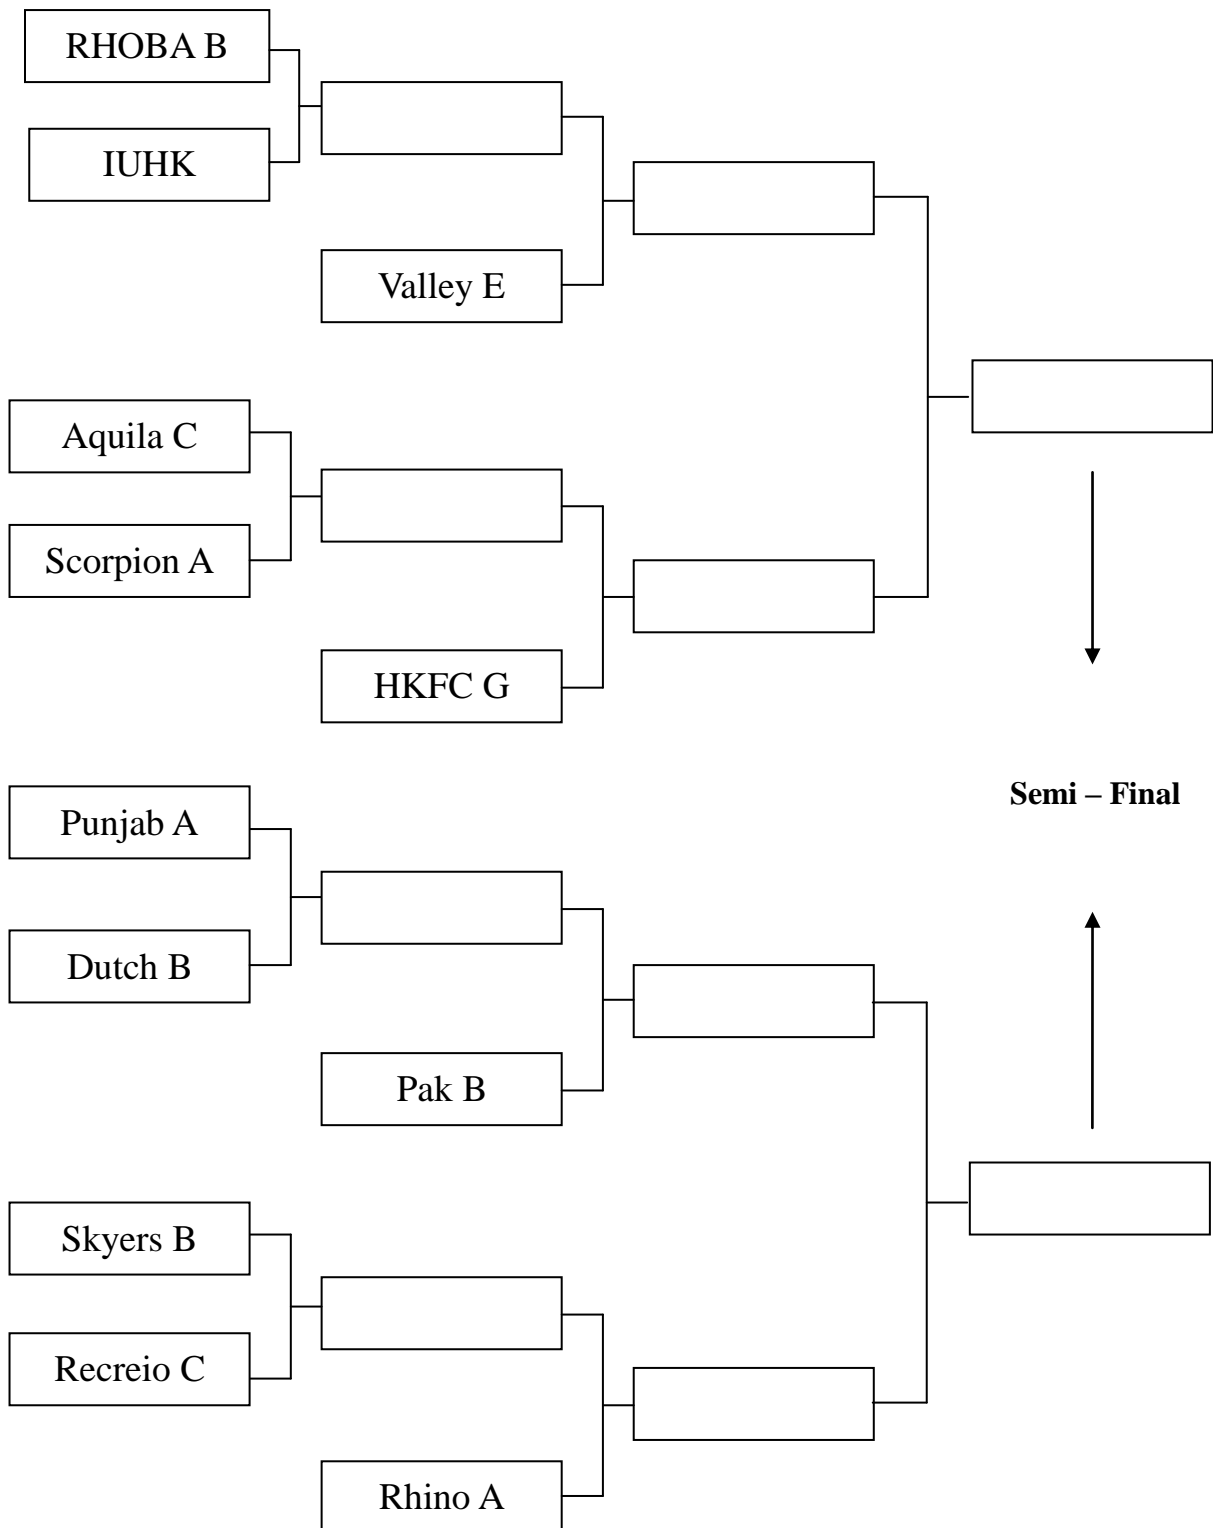 RHOBA B
IUHK
Valley E
Aquila C
Scorpion A
HKFC G
Semi – Final
Punjab A
Dutch B
Pak B
Skyers B
Recreio C
Rhino A